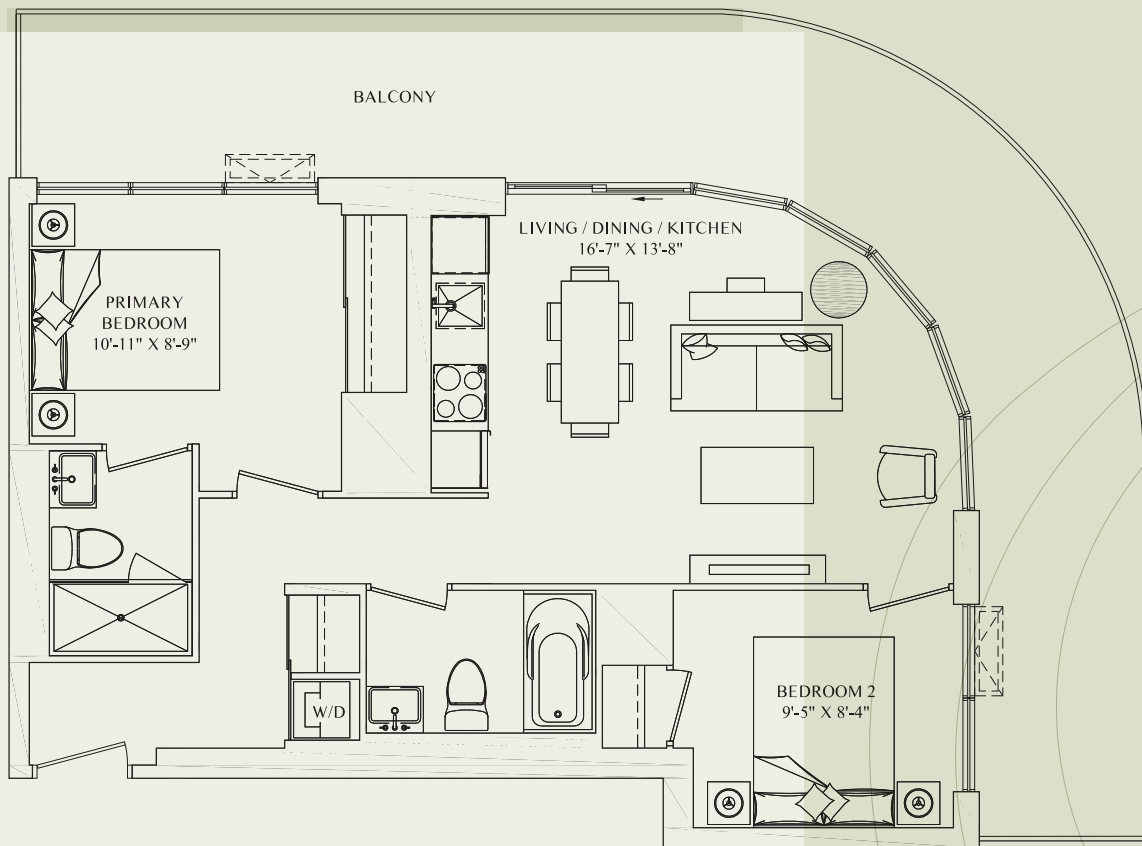 BALCONY
LIVING / DINING / KITCHEN
16'-7" X 13'-8"
PRIMARY
BEDROOM
10'-11" X 8'-9"
W/D
BEDROOM 2
9'-5" X 8'-4"